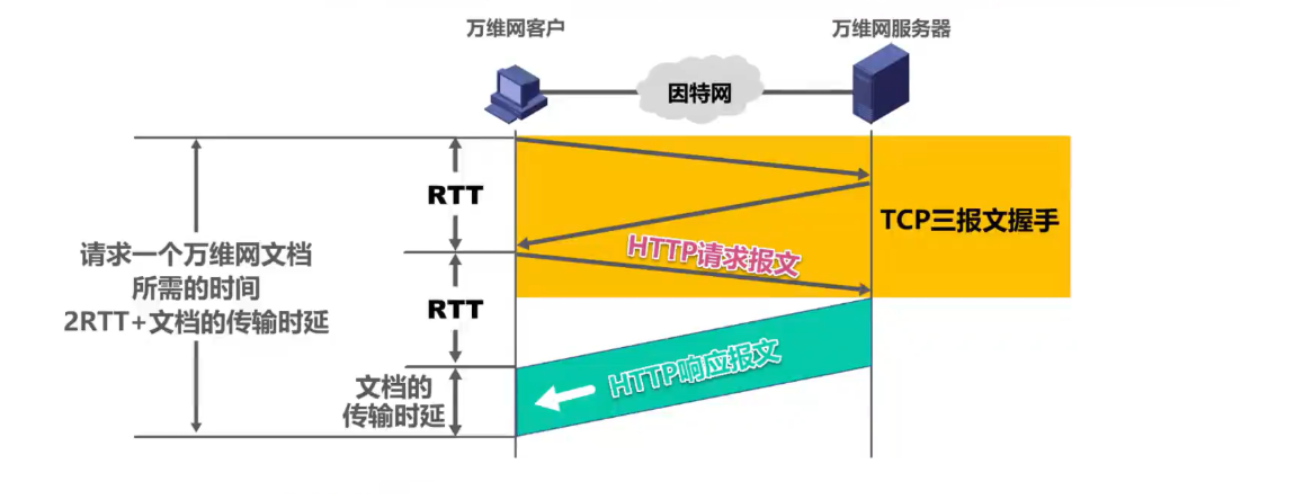 万维网客户
万维网服务器
因特网
RTT
TCP三报文握手
HTTP请求报文
请求一个万维网文档
所需的时间
2RTT+文档的传输时延
RTT
HTTP响应报文
文档的
传输时延